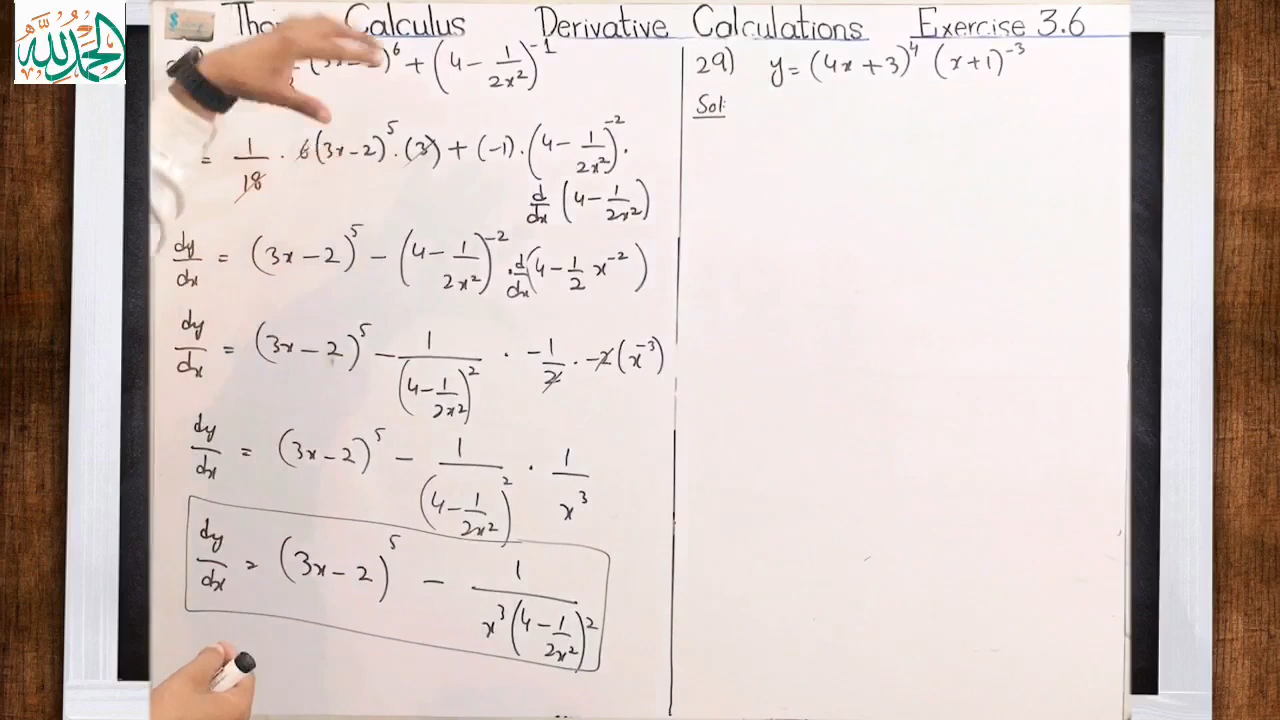 الحمد لله
Calculus Derivative Calculations Exercise 3.6
)⁶ + (4 - 1/2x²)⁻¹
= 1/18 · 6(3x-2)⁵·(3) + (-1)·(4 - 1/2x²)⁻²·
d/dx (4 - 1/2x²)
dy/dx = (3x-2)⁵ - (4 - 1/2x²)⁻² · d/dx(4 - 1/2 x⁻²)
dy/dx = (3x-2)⁵ - 1/(4 - 1/2x²)² · -1/2 · -2(x⁻³)
dy/dx = (3x-2)⁵ - 1/(4 - 1/2x²)² · 1/x³
dy/dx = (3x-2)⁵ - 1/x³(4 - 1/2x²)²
29) y = (4x+3)⁴ (x+1)⁻³
Sol: